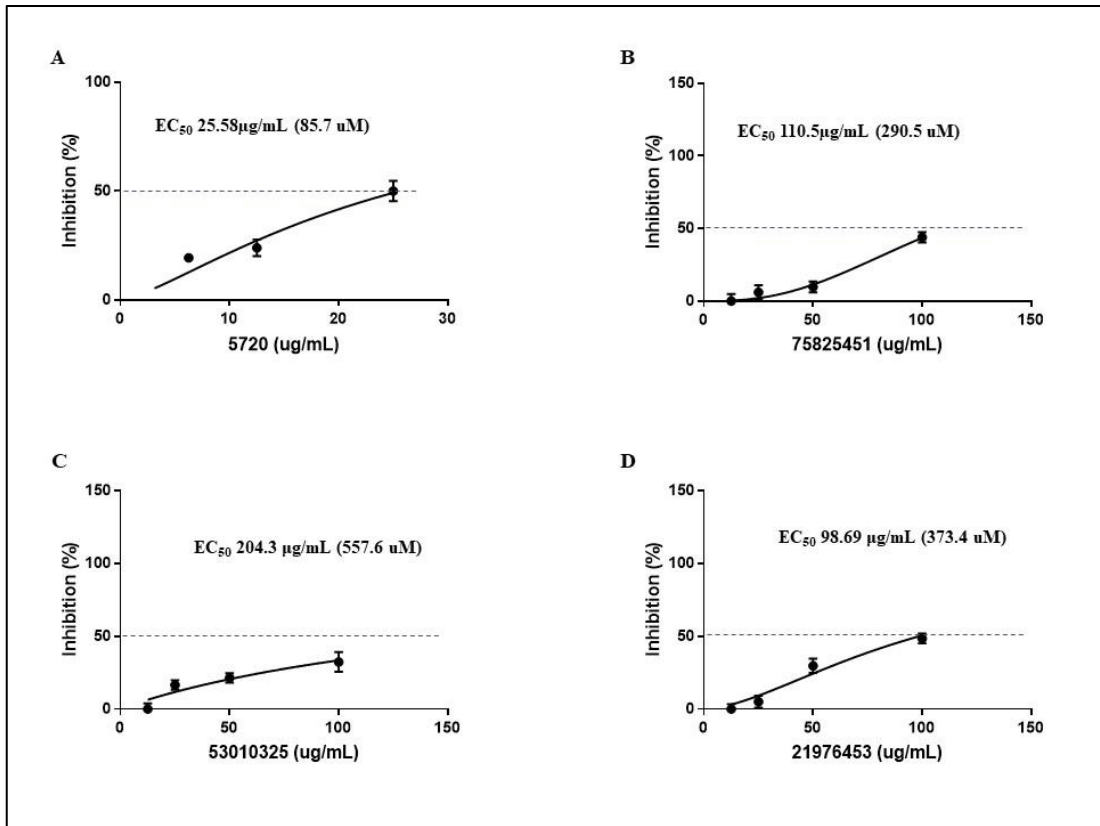 A
100
50
0
Inhibition (%)
EC₅₀ 25.58µg/mL (85.7 uM)
0 10 20 30
5720 (ug/mL)
B
150
100
50
0
Inhibition (%)
EC₅₀ 110.5µg/mL (290.5 uM)
0 50 100 150
75825451 (ug/mL)
C
150
100
50
0
Inhibition (%)
EC₅₀ 204.3 µg/mL (557.6 uM)
0 50 100 150
53010325 (ug/mL)
D
150
100
50
0
Inhibition (%)
EC₅₀ 98.69 µg/mL (373.4 uM)
0 50 100 150
21976453 (ug/mL)